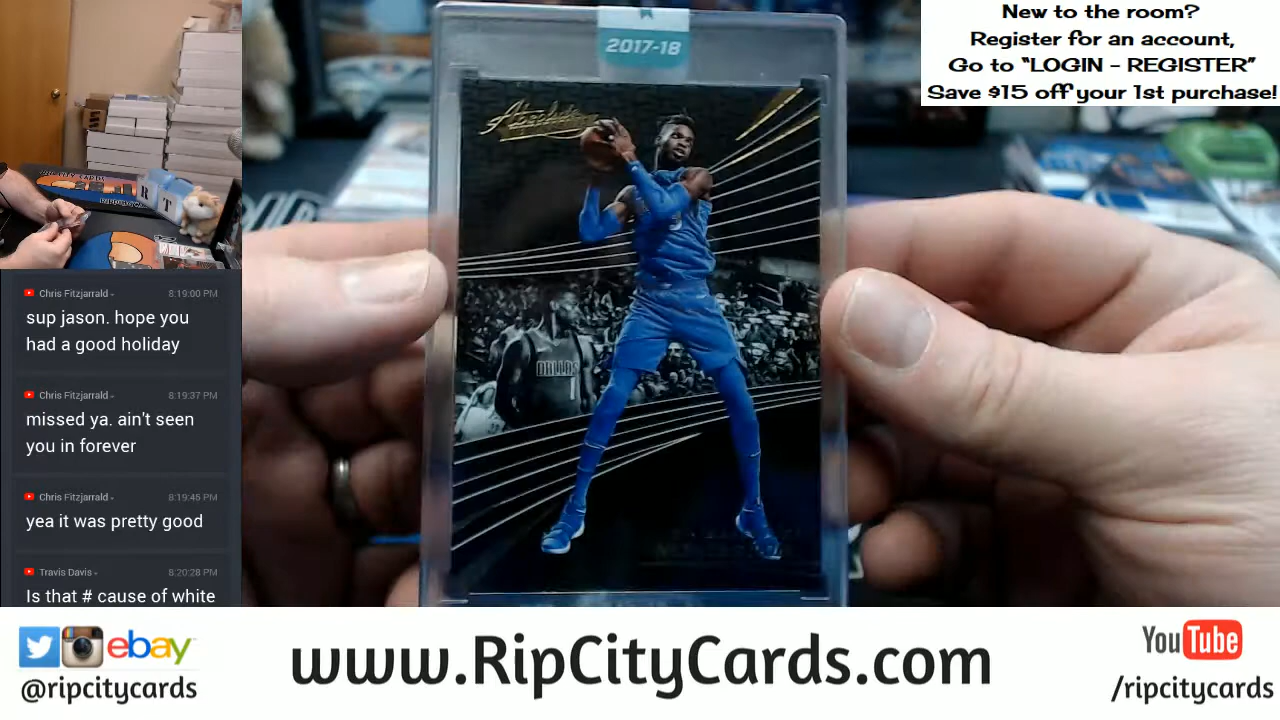 New to the room?
Register for an account,
Go to “LOGIN - REGISTER”
Save $15 off your 1st purchase!
2017-18
Absolute
DALLAS
1
R
T
Chris Fitzjarrald
8:19:00 PM
sup jason. hope you
had a good holiday
Chris Fitzjarrald
8:19:37 PM
missed ya. ain't seen
you in forever
Chris Fitzjarrald
8:19:45 PM
yea it was pretty good
Travis Davis
8:20:28 PM
Is that # cause of white
ebay
@ripcitycards
www.RipCityCards.com
YouTube
/ripcitycards